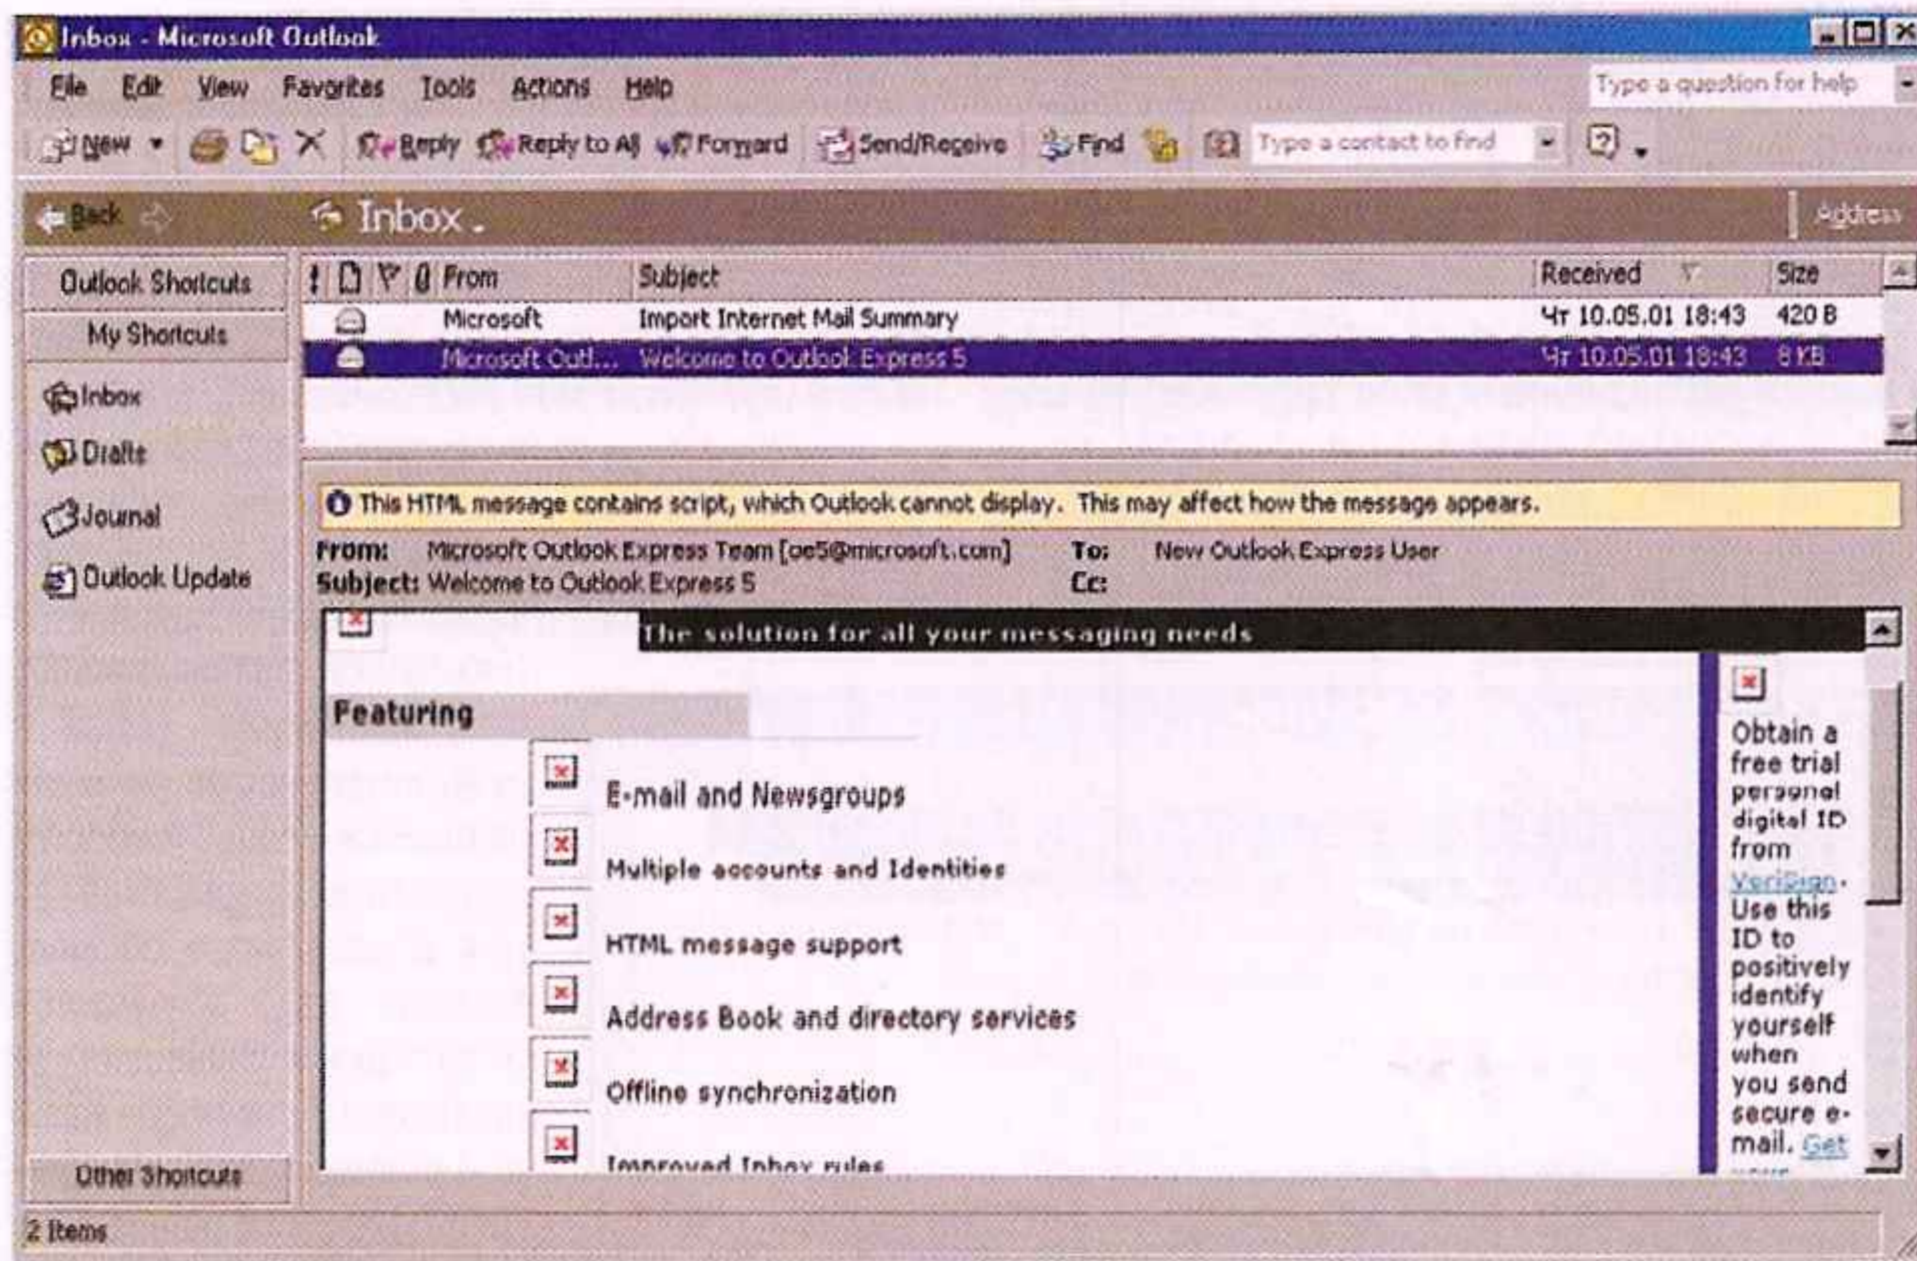 Inbox - Microsoft Outlook
File Edit View Favorites Tools Actions Help Type a question for help
New Reply Reply to All Forward Send/Receive Find Type a contact to find
Back Inbox . Address
Outlook Shortcuts
My Shortcuts
Inbox
Drafts
Journal
Outlook Update
Other Shortcuts
! From Subject Received Size
Microsoft Import Internet Mail Summary Чт 10.05.01 18:43 420 B
Microsoft Outl... Welcome to Outlook Express 5 Чт 10.05.01 18:43 8 KB
This HTML message contains script, which Outlook cannot display. This may affect how the message appears.
From: Microsoft Outlook Express Team [oe5@microsoft.com] To: New Outlook Express User
Subject: Welcome to Outlook Express 5 Cc:
The solution for all your messaging needs
Featuring
E-mail and Newsgroups
Multiple accounts and Identities
HTML message support
Address Book and directory services
Offline synchronization
Improved Inbox rules
Obtain a
free trial
personal
digital ID
from
VeriSign.
Use this
ID to
positively
identify
yourself
when
you send
secure e-
mail. Get
2 Items